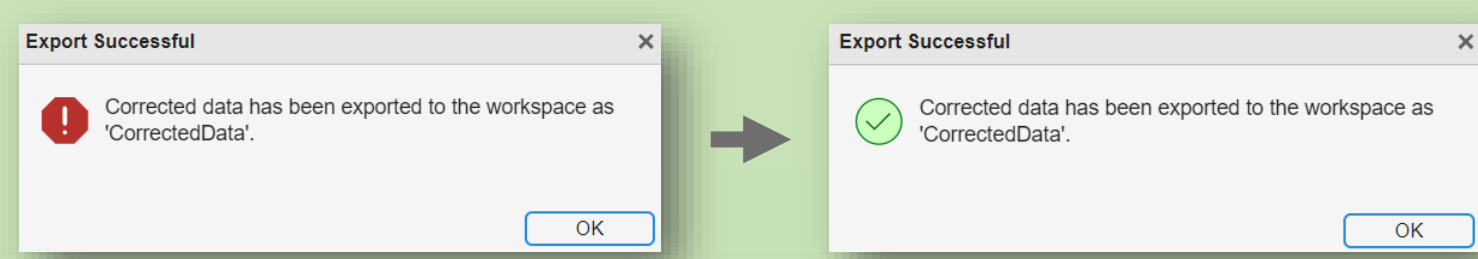 Export Successful
Corrected data has been exported to the workspace as
'CorrectedData'.
OK
Export Successful
Corrected data has been exported to the workspace as
'CorrectedData'.
OK